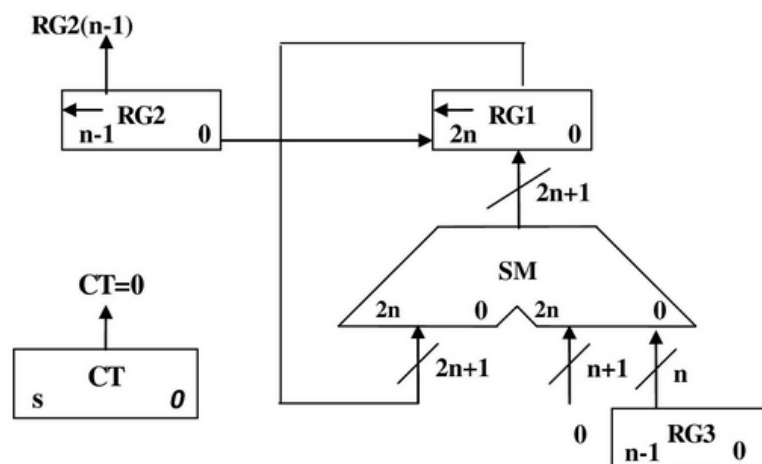 RG2(n-1)
RG2
n-1 0
RG1
2n 0
2n+1
SM
2n 0 2n 0
CT=0
2n+1 n+1 n
CT
s 0
0
RG3
n-1 0